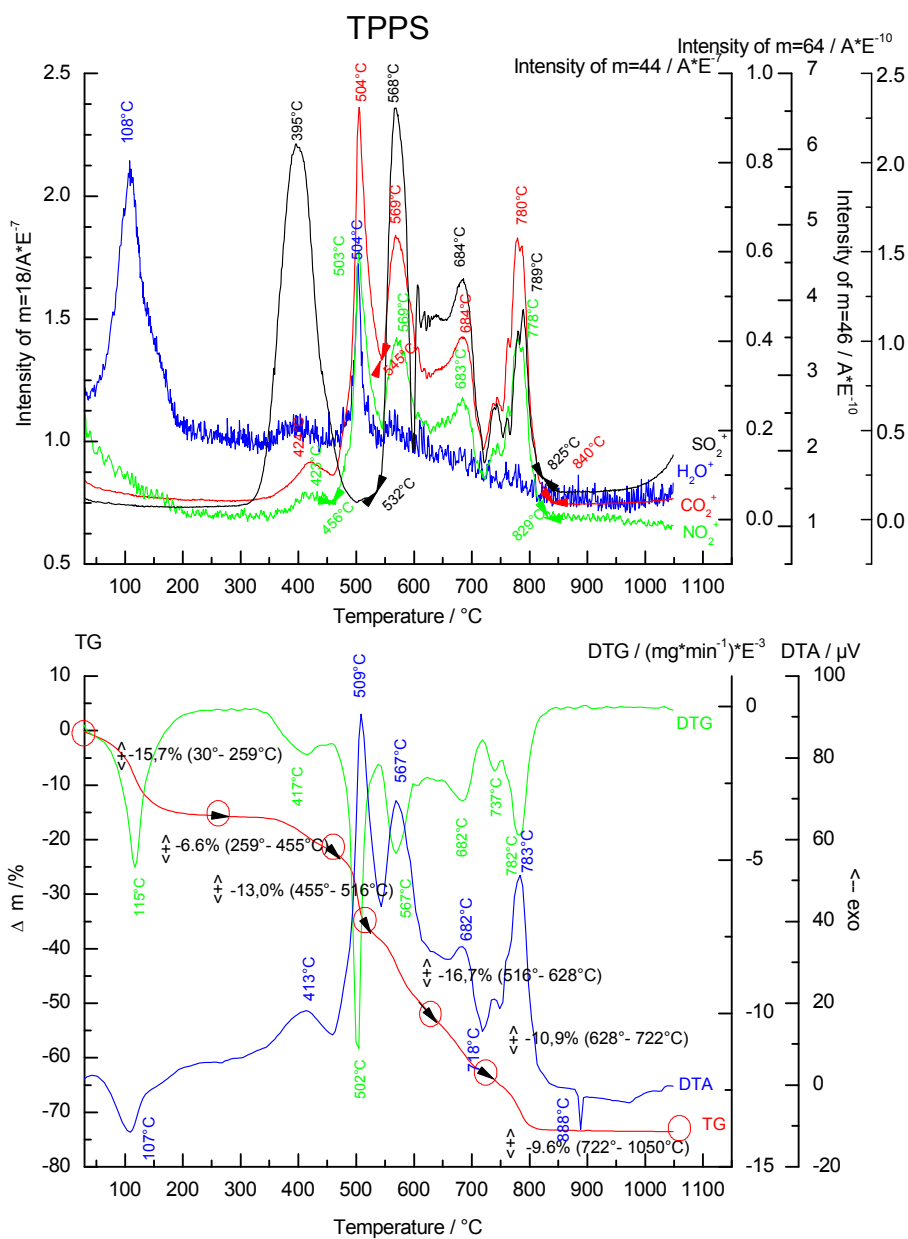 TPPS
Intensity of m=64 / A*E-10
Intensity of m=44 / A*E-7
2.5
1.0
7
2.5
108°C
395°C
504°C
568°C
0.8
6
2.0
2.0
569°C
780°C
503°C
504°C
684°C
789°C
0.6
5
1.5
Intensity of m=18/A*E-7
1.5
569°C
684°C
778°C
4
Intensity of m=46 / A*E-10
0.4
545°C
683°C
3
1.0
424°C
0.2
1.0
SO2+
825°C
840°C
2
H2O+
0.5
423°C
456°C
532°C
829°C
CO2+
0.0
1
0.0
NO2+
0.5
100 200 300 400 500 600 700 800 900 1000 1100
Temperature / °C
TG
DTG / (mg*min-1)*E-3
DTA / µV
10
509°C
100
0
DTG
0
-15,7% (30°- 259°C)
567°C
80
417°C
737°C
-10
682°C
782°C
783°C
60
-20
-6.6% (259°- 455°C)
-5
115°C
-13,0% (455°- 516°C)
567°C
<-- exo
-30
Δ m /%
682°C
40
-40
413°C
-16,7% (516°- 628°C)
20
-50
-10
718°C
-10,9% (628°- 722°C)
-60
502°C
DTA
0
-70
107°C
888°C
TG
-9.6% (722°- 1050°C)
-80
-15
-20
100 200 300 400 500 600 700 800 900 1000 1100
Temperature / °C